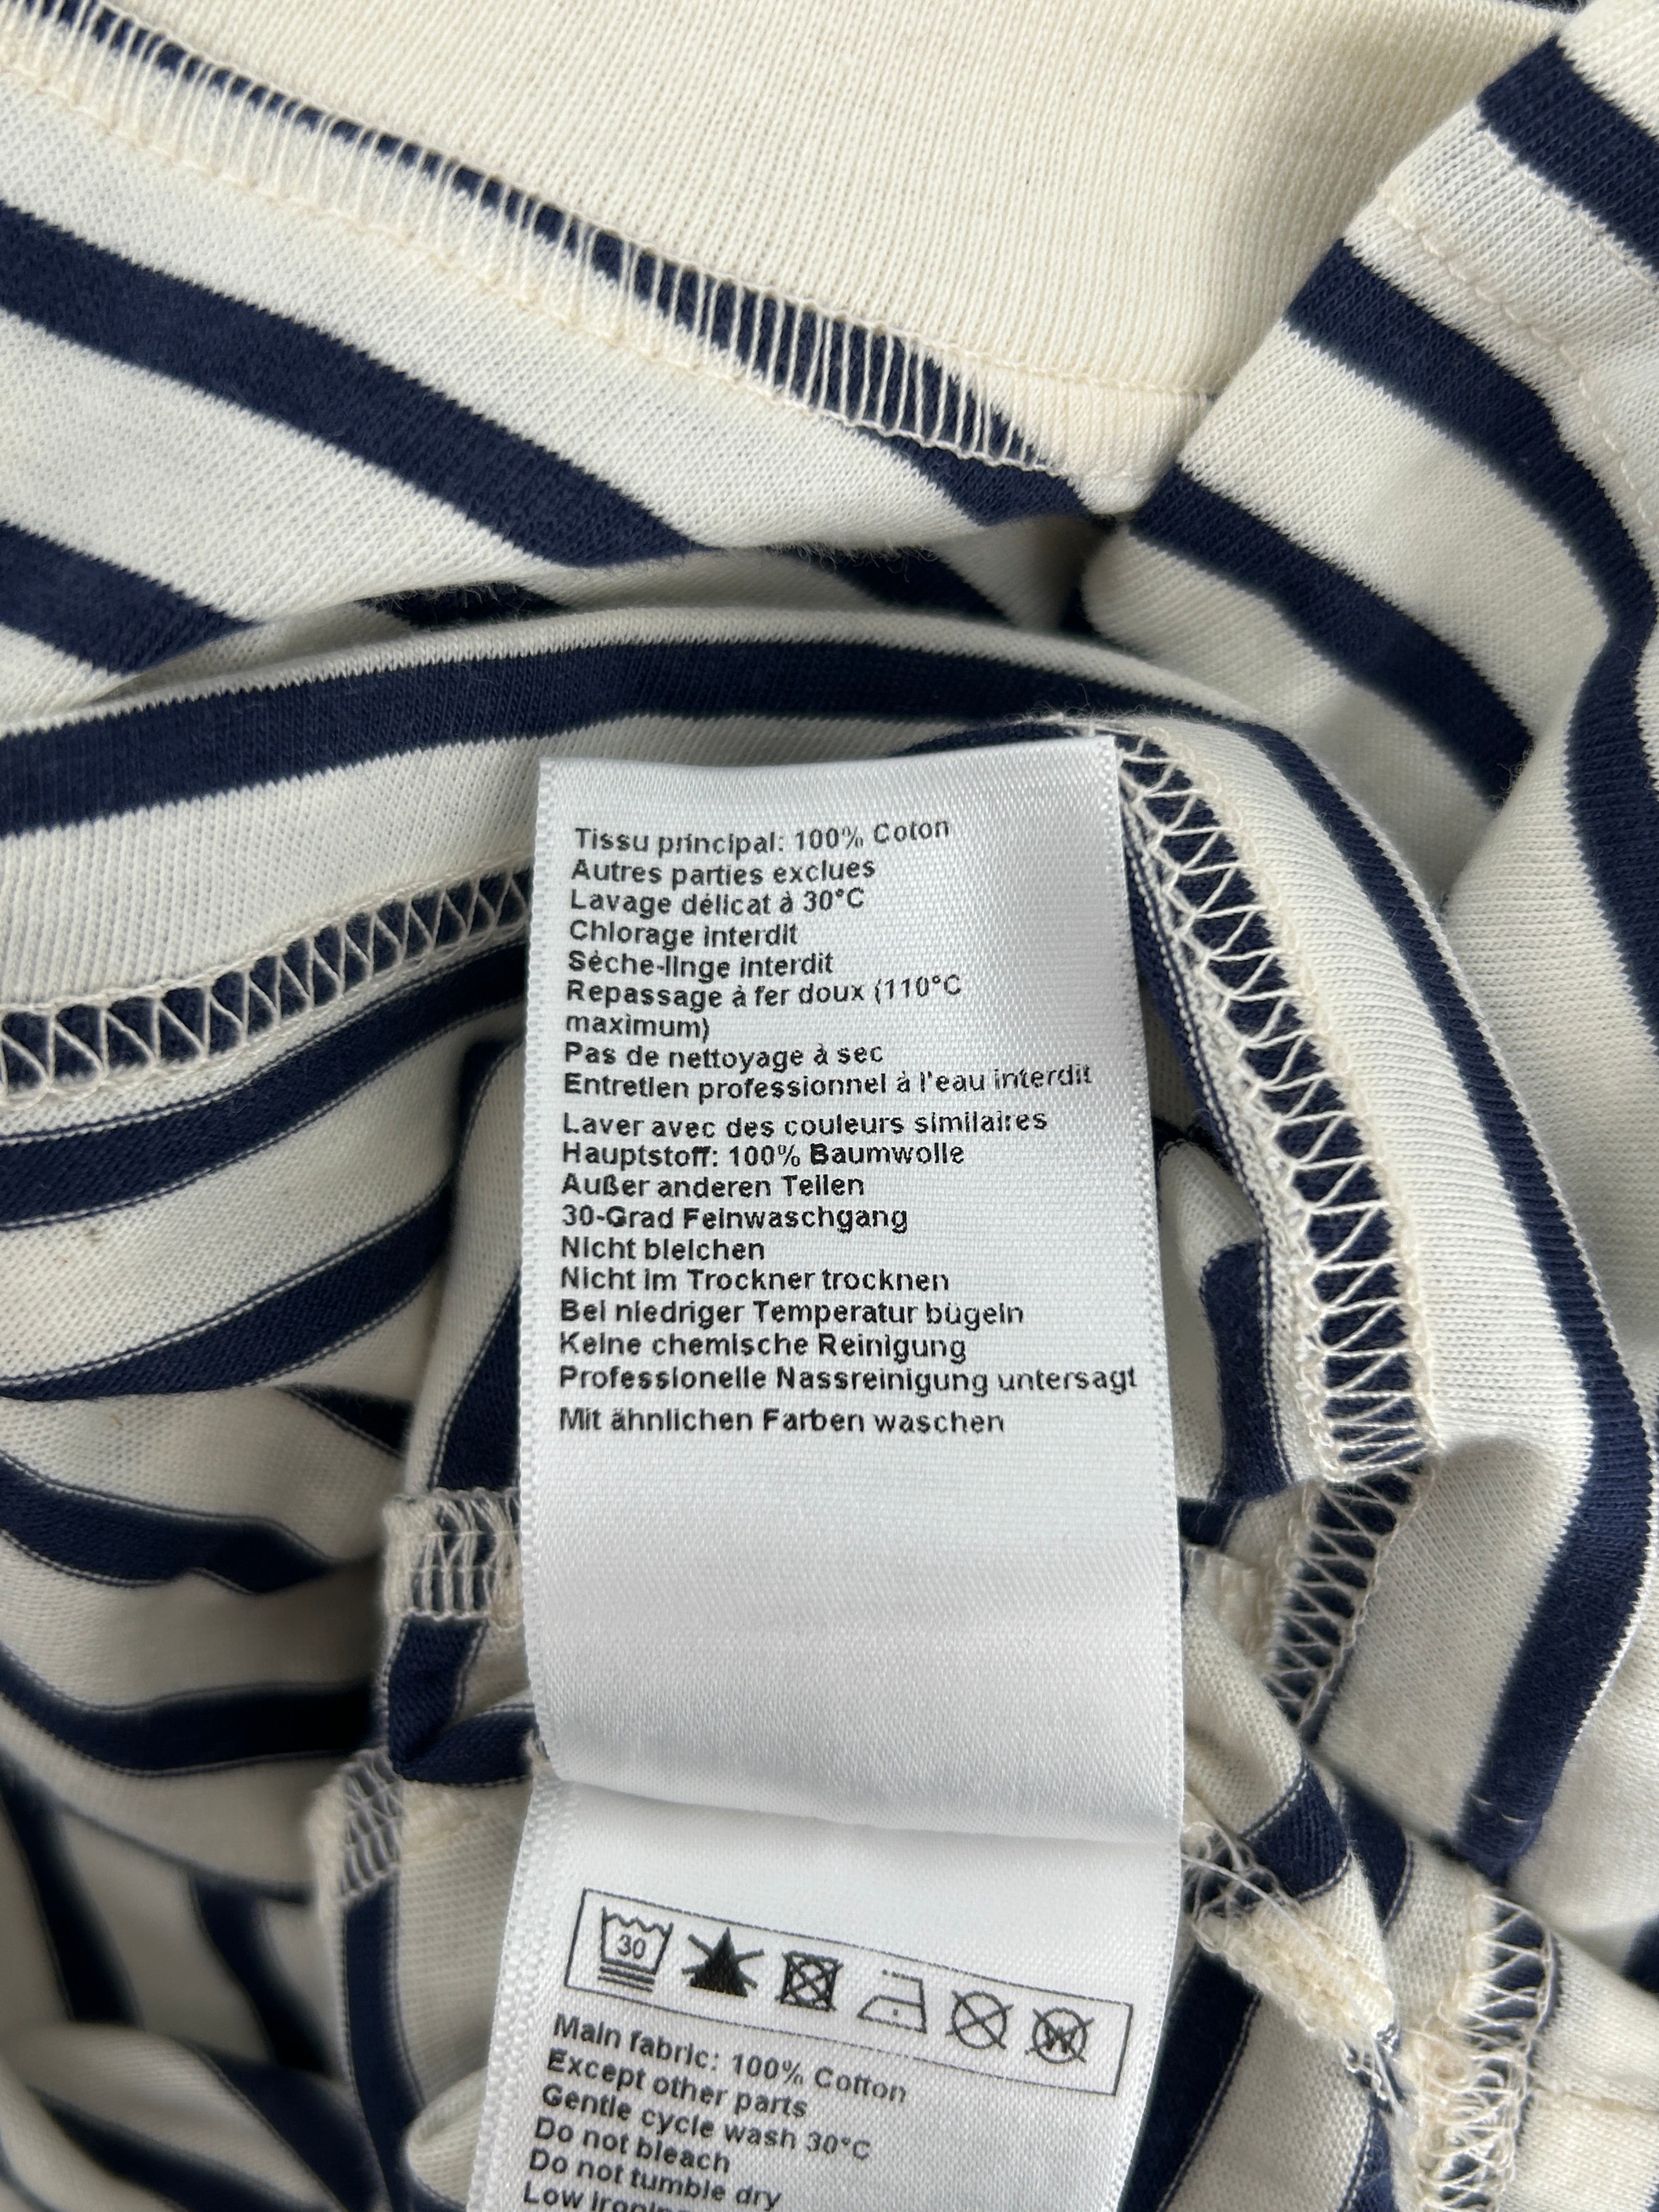 Tissu principal: 100% Coton
Autres parties exclues
Lavage délicat à 30°C
Chlorage interdit
Sèche-linge interdit
Repassage à fer doux (110°C
maximum)
Pas de nettoyage à sec
Entretien professionnel à l'eau interdit
Laver avec des couleurs similaires
Hauptstoff: 100% Baumwolle
Außer anderen Teilen
30-Grad Feinwaschgang
Nicht bleichen
Nicht im Trockner trocknen
Bei niedriger Temperatur bügeln
Keine chemische Reinigung
Professionelle Nassreinigung untersagt
Mit ähnlichen Farben waschen
30 W
Main fabric: 100% Cotton
Except other parts
Gentle cycle wash 30°C
Do not bleach
Do not tumble dry
Low